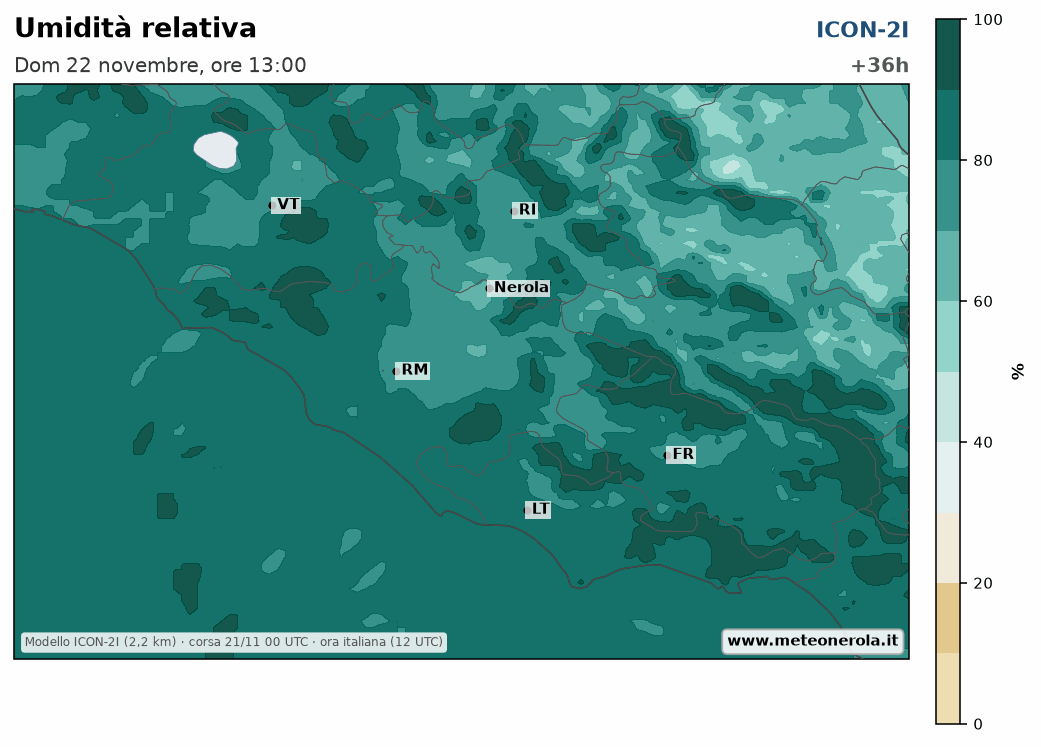 Umidità relativa
ICON-2I
Dom 22 novembre, ore 13:00
+36h
100
80
60
40
20
0
%
VT
RI
Nerola
RM
FR
LT
Modello ICON-2I (2,2 km) · corsa 21/11 00 UTC · ora italiana (12 UTC)
www.meteonerola.it